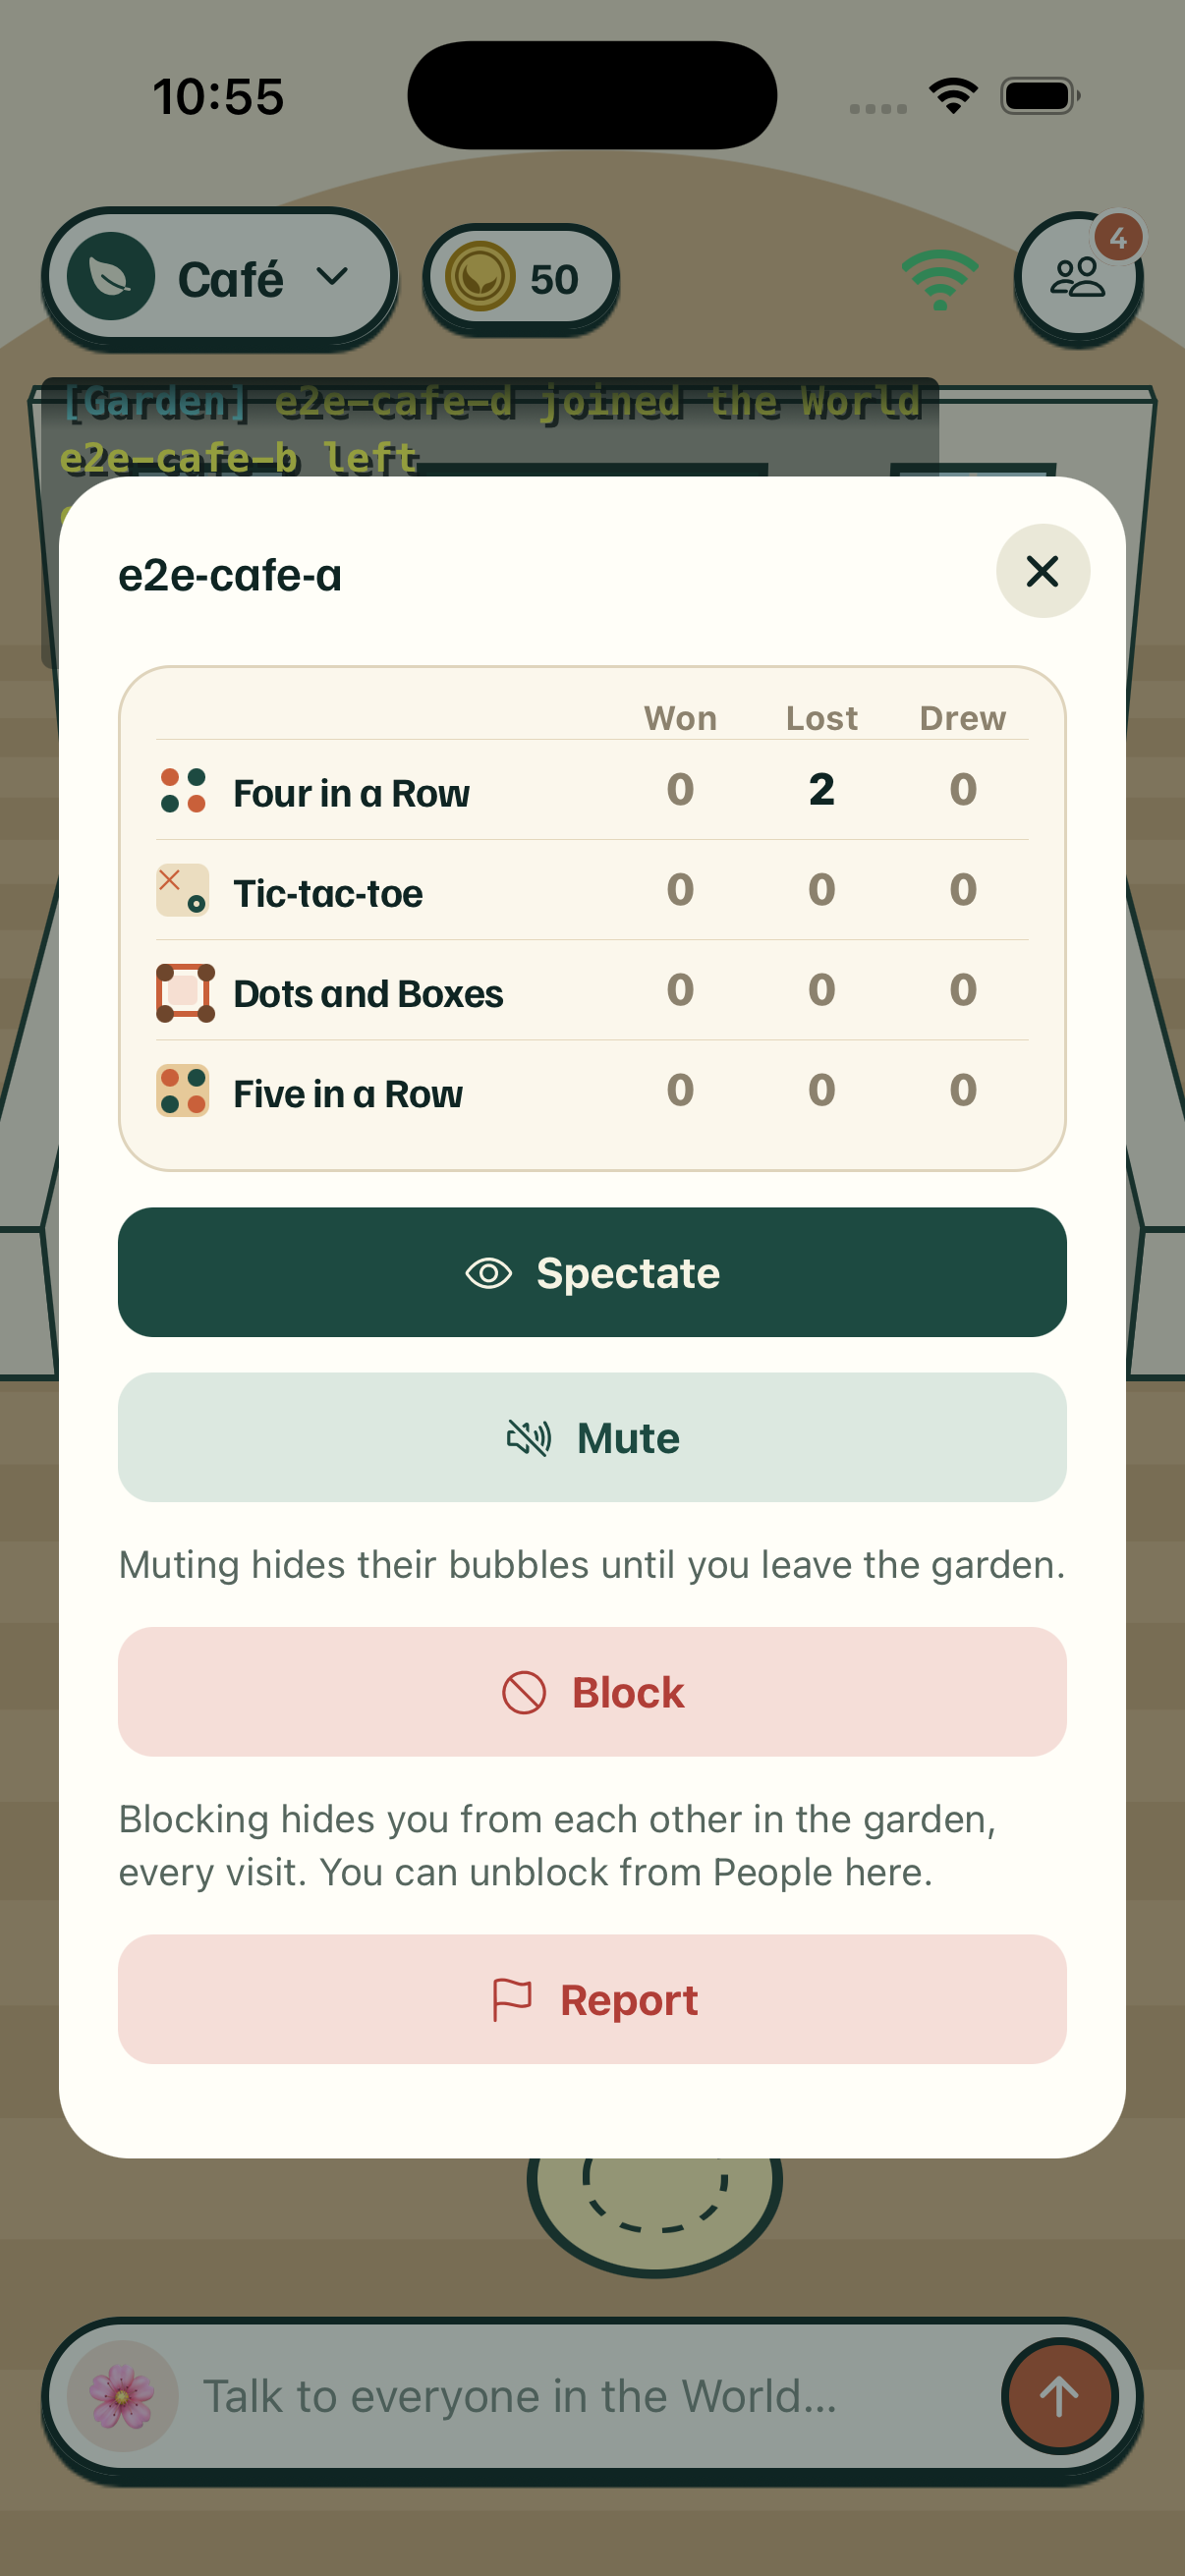 10:55
Café
50
4
[Garden] e2e-cafe-d joined the World
e2e-cafe-b left
e2e-cafe-a
Won Lost Drew
Four in a Row 0 2 0
Tic-tac-toe 0 0 0
Dots and Boxes 0 0 0
Five in a Row 0 0 0
Spectate
Mute
Muting hides their bubbles until you leave the garden.
Block
Blocking hides you from each other in the garden,
every visit. You can unblock from People here.
Report
Talk to everyone in the World...